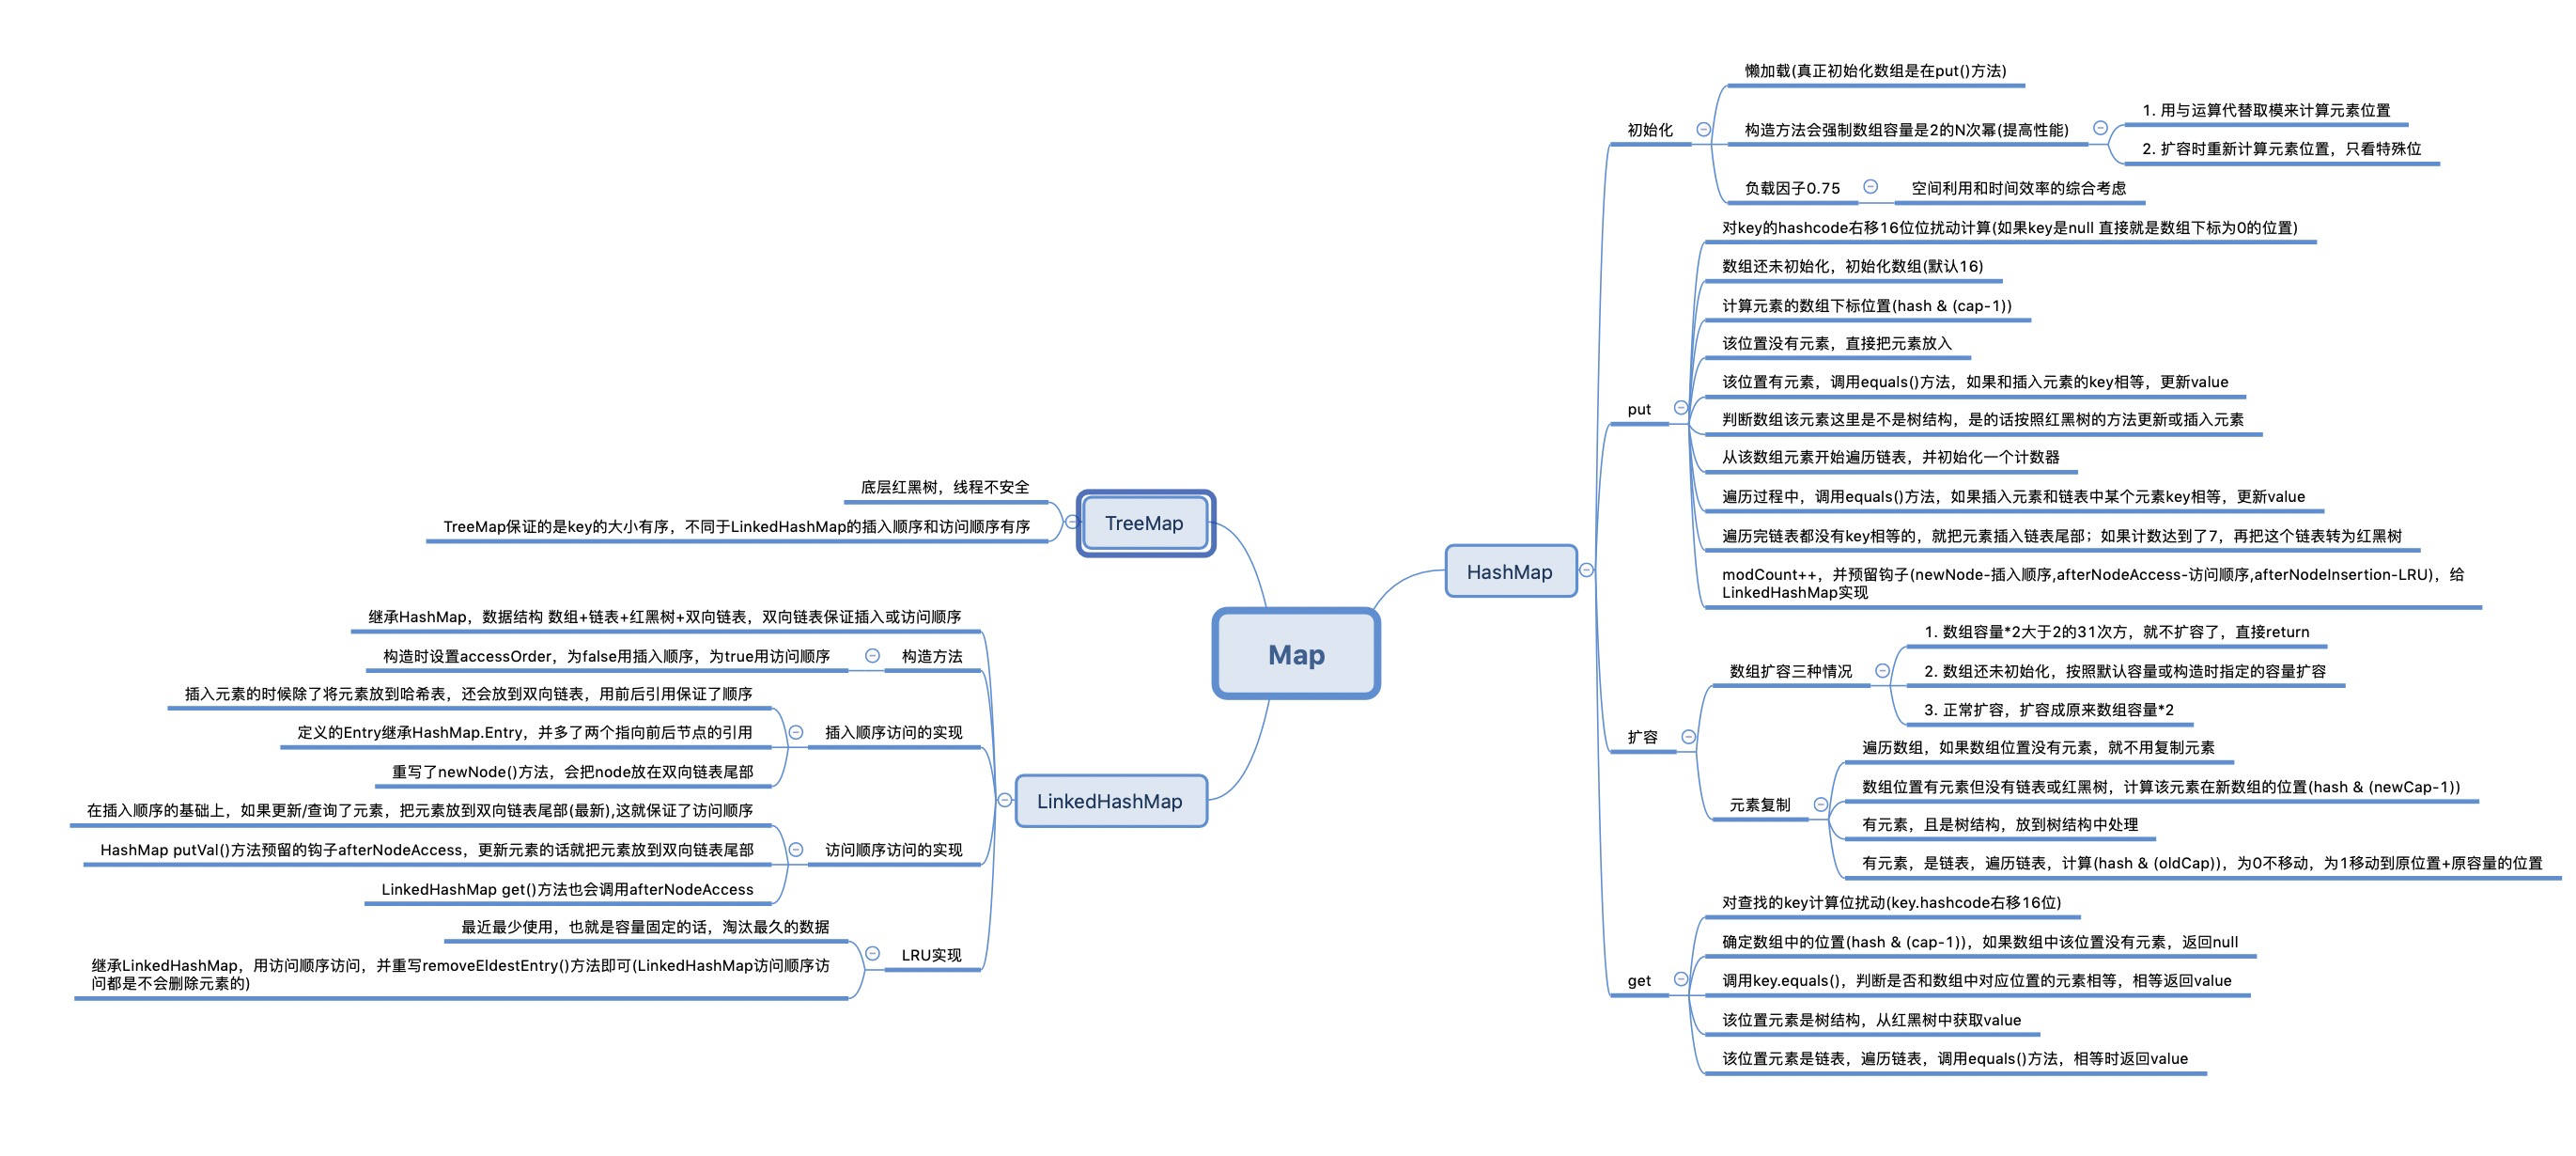 Map
HashMap
初始化
懒加载(真正初始化数组是在put()方法)
构造方法会强制数组容量是2的N次幂(提高性能)
1. 用与运算代替取模来计算元素位置
2. 扩容时重新计算元素位置，只看特殊位
负载因子0.75
空间利用和时间效率的综合考虑
put
对key的hashcode右移16位位扰动计算(如果key是null 直接就是数组下标为0的位置)
数组还未初始化，初始化数组(默认16)
计算元素的数组下标位置(hash & (cap-1))
该位置没有元素，直接把元素放入
该位置有元素，调用equals()方法，如果和插入元素的key相等，更新value
判断数组该元素这里是不是树结构，是的话按照红黑树的方法更新或插入元素
从该数组元素开始遍历链表，并初始化一个计数器
遍历过程中，调用equals()方法，如果插入元素和链表中某个元素key相等，更新value
遍历完链表都没有key相等的，就把元素插入链表尾部；如果计数达到了7，再把这个链表转为红黑树
modCount++，并预留钩子(newNode-插入顺序,afterNodeAccess-访问顺序,afterNodeInsertion-LRU)，给
LinkedHashMap实现
扩容
数组扩容三种情况
1. 数组容量*2大于2的31次方，就不扩容了，直接return
2. 数组还未初始化，按照默认容量或构造时指定的容量扩容
3. 正常扩容，扩容成原来数组容量*2
元素复制
遍历数组，如果数组位置没有元素，就不用复制元素
数组位置有元素但没有链表或红黑树，计算该元素在新数组的位置(hash & (newCap-1))
有元素，且是树结构，放到树结构中处理
有元素，是链表，遍历链表，计算(hash & (oldCap))，为0不移动，为1移动到原位置+原容量的位置
get
对查找的key计算位扰动(key.hashcode右移16位)
确定数组中的位置(hash & (cap-1))，如果数组中该位置没有元素，返回null
调用key.equals()，判断是否和数组中对应位置的元素相等，相等返回value
该位置元素是树结构，从红黑树中获取value
该位置元素是链表，遍历链表，调用equals()方法，相等时返回value
TreeMap
底层红黑树，线程不安全
TreeMap保证的是key的大小有序，不同于LinkedHashMap的插入顺序和访问顺序有序
LinkedHashMap
继承HashMap，数据结构 数组+链表+红黑树+双向链表，双向链表保证插入或访问顺序
构造方法
构造时设置accessOrder，为false用插入顺序，为true用访问顺序
插入顺序访问的实现
插入元素的时候除了将元素放到哈希表，还会放到双向链表，用前后引用保证了顺序
定义的Entry继承HashMap.Entry，并多了两个指向前后节点的引用
重写了newNode()方法，会把node放在双向链表尾部
访问顺序访问的实现
在插入顺序的基础上，如果更新/查询了元素，把元素放到双向链表尾部(最新),这就保证了访问顺序
HashMap putVal()方法预留的钩子afterNodeAccess，更新元素的话就把元素放到双向链表尾部
LinkedHashMap get()方法也会调用afterNodeAccess
LRU实现
最近最少使用，也就是容量固定的话，淘汰最久的数据
继承LinkedHashMap，用访问顺序访问，并重写removeEldestEntry()方法即可(LinkedHashMap访问顺序访
问都是不会删除元素的)